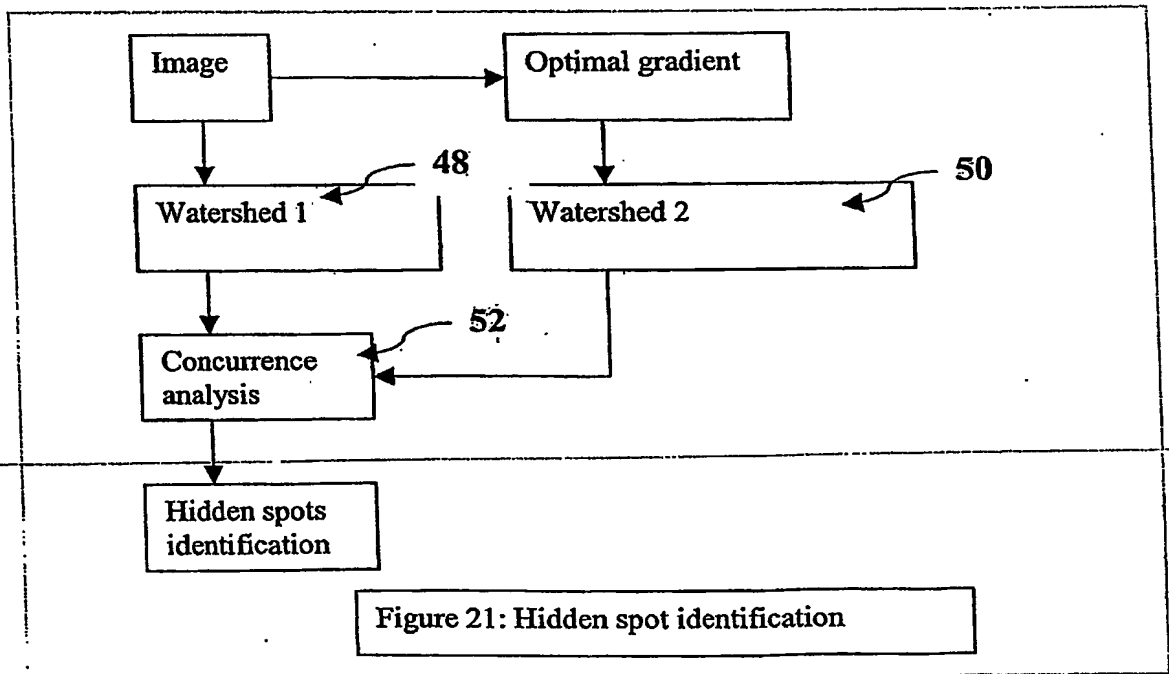 Image
Optimal gradient
48
50
Watershed 1
Watershed 2
52
Concurrence
analysis
Hidden spots
identification
Figure 21: Hidden spot identification